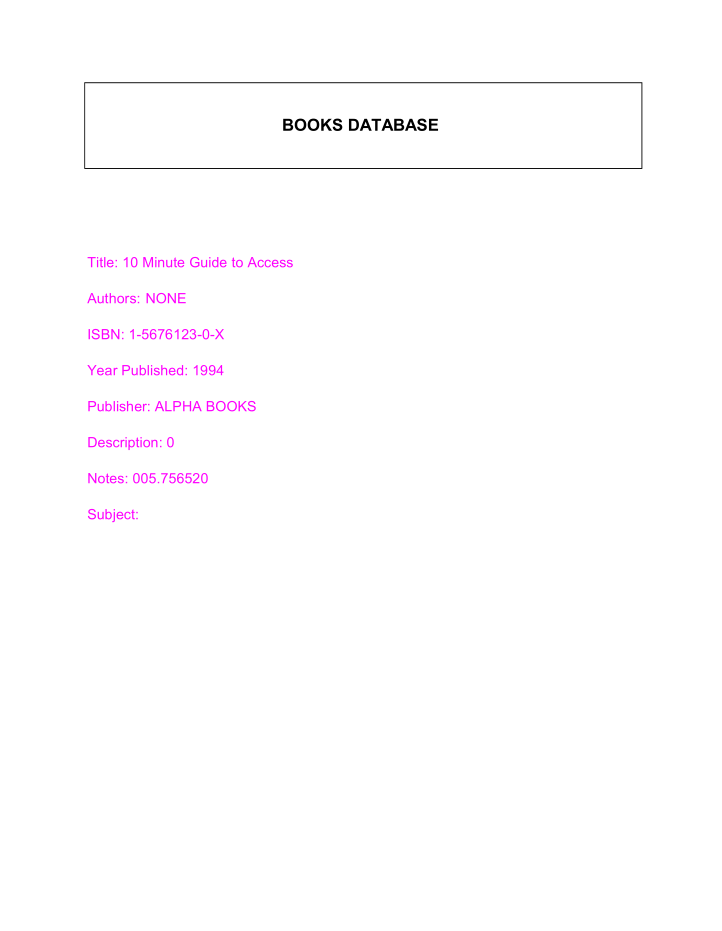 BOOKS DATABASE
Title: 10 Minute Guide to Access
Authors: NONE
ISBN: 1-5676123-0-X
Year Published: 1994
Publisher: ALPHA BOOKS
Description: 0
Notes: 005.756520
Subject: